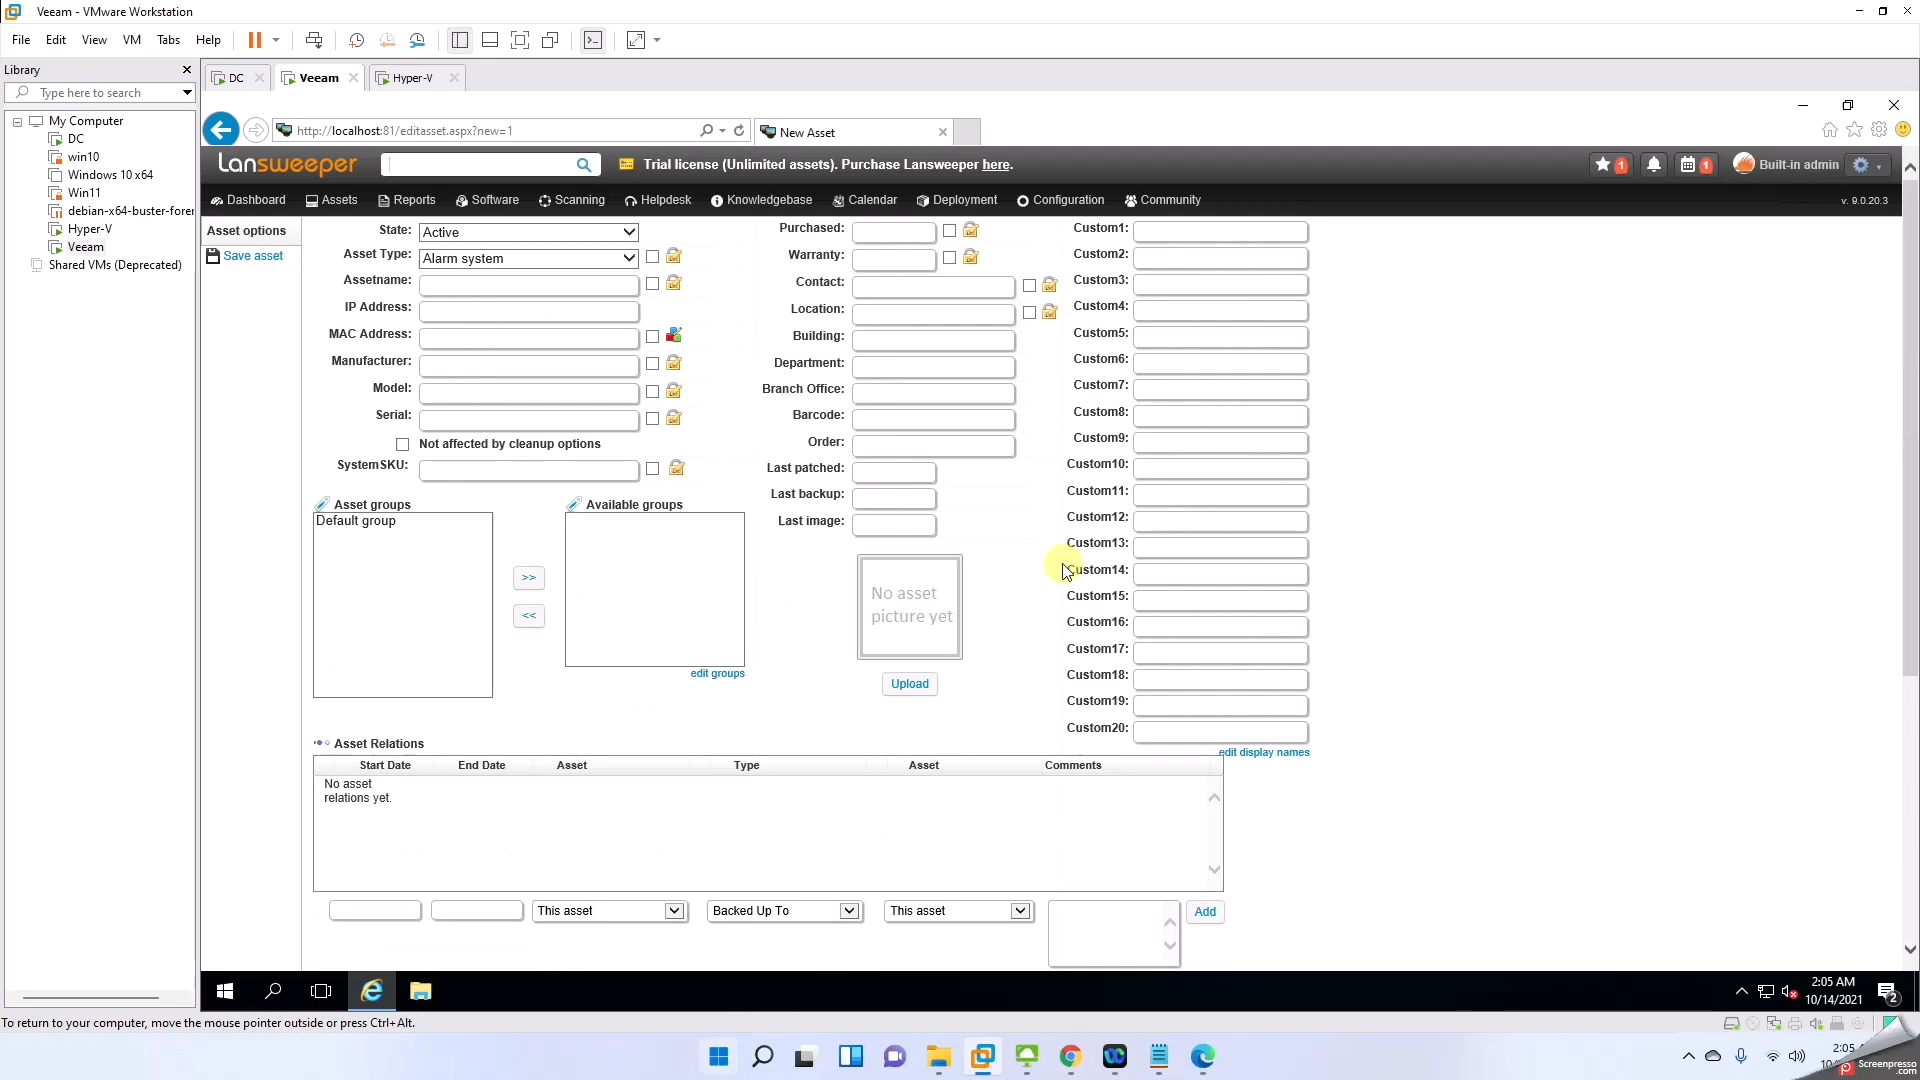 Veeam - VMware Workstation
File Edit View VM Tabs Help
Library
Type here to search
My Computer
DC
win10
Windows 10 x64
Win11
debian-x64-buster-forer
Hyper-V
Veeam
Shared VMs (Deprecated)
DC Veeam Hyper-V
http://localhost:81/editasset.aspx?new=1
New Asset
Lansweeper
Trial license (Unlimited assets). Purchase Lansweeper here.
1
1
Built-in admin
Dashboard Assets Reports Software Scanning Helpdesk Knowledgebase Calendar Deployment Configuration Community
v. 9.0.20.3
Asset options
Save asset
State: Active
Asset Type: Alarm system
Assetname:
IP Address:
MAC Address:
Manufacturer:
Model:
Serial:
Not affected by cleanup options
SystemSKU:
Asset groups
Default group
>>
<<
Available groups
edit groups
Purchased:
Warranty:
Contact:
Location:
Building:
Department:
Branch Office:
Barcode:
Order:
Last patched:
Last backup:
Last image:
No asset
picture yet
Upload
Custom1:
Custom2:
Custom3:
Custom4:
Custom5:
Custom6:
Custom7:
Custom8:
Custom9:
Custom10:
Custom11:
Custom12:
Custom13:
Custom14:
Custom15:
Custom16:
Custom17:
Custom18:
Custom19:
Custom20:
edit display names
Asset Relations
Start Date End Date Asset Type Asset Comments
No asset
relations yet.
This asset Backed Up To This asset Add
2:05 AM
10/14/2021
2
To return to your computer, move the mouse pointer outside or press Ctrl+Alt.
2:05
Screenpresso
.com